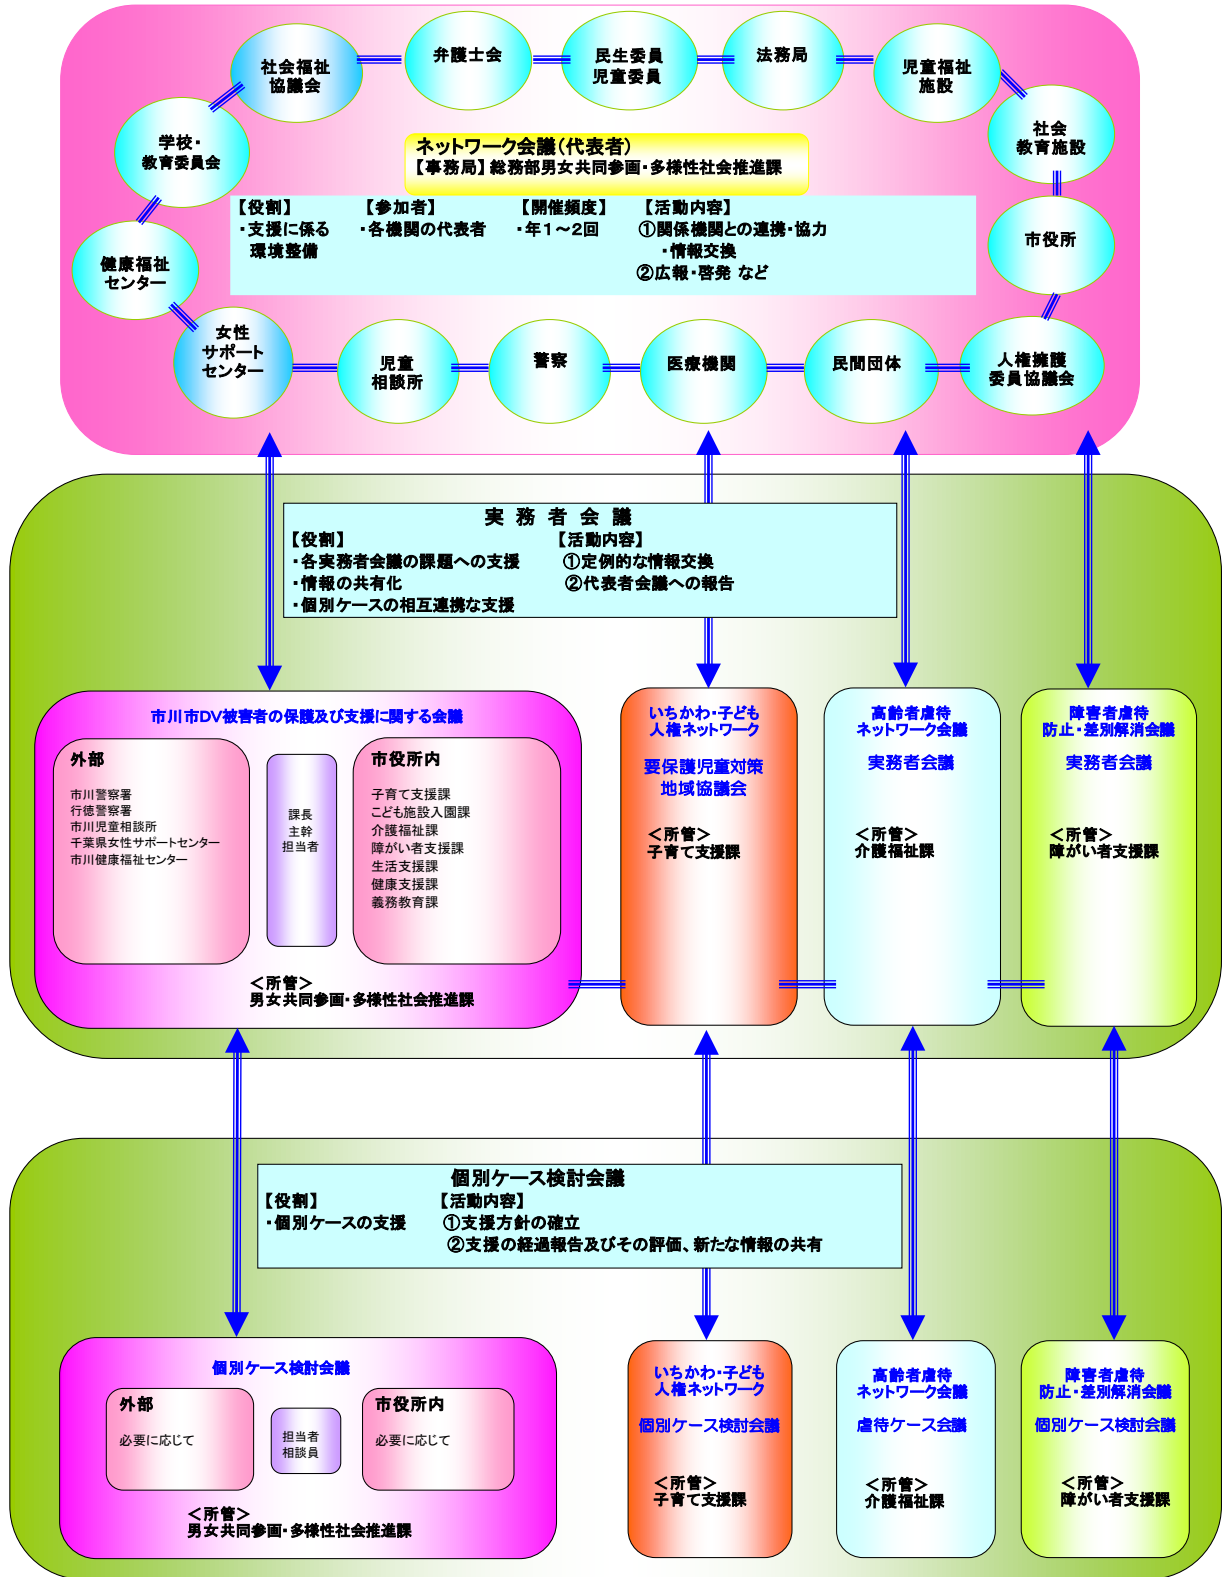 社会福祉
協議会
弁護士会
民生委員
児童委員
法務局
児童福祉
施設
社会
教育施設
学校・
教育委員会
市役所
健康福祉
センター
ネットワーク会議（代表者）
【事務局】総務部男女共同参画・多様性社会推進課
【役割】 【参加者】 【開催頻度】 【活動内容】
・支援に係る ・各機関の代表者 ・年１～２回 ①関係機関との連携・協力
環境整備 ・情報交換
②広報・啓発 など
女性
サポート
センター
児童
相談所
警察
医療機関
民間団体
人権擁護
委員協議会
実 務 者 会 議
【役割】 【活動内容】
・各実務者会議の課題への支援 ①定例的な情報交換
・情報の共有化 ②代表者会議への報告
・個別ケースの相互連携な支援
市川市DV被害者の保護及び支援に関する会議
外部
市川警察署
行徳警察署
市川児童相談所
千葉県女性サポートセンター
市川健康福祉センター
課長
主幹
担当者
市役所内
子育て支援課
こども施設入園課
介護福祉課
障がい者支援課
生活支援課
健康支援課
義務教育課
＜所管＞
男女共同参画・多様性社会推進課
いちかわ・子ども
人権ネットワーク
要保護児童対策
地域協議会
＜所管＞
子育て支援課
高齢者虐待
ネットワーク会議
実務者会議
＜所管＞
介護福祉課
障害者虐待
防止・差別解消会議
実務者会議
＜所管＞
障がい者支援課
個別ケース検討会議
【役割】 【活動内容】
・個別ケースの支援 ①支援方針の確立
②支援の経過報告及びその評価、新たな情報の共有
個別ケース検討会議
外部
必要に応じて
担当者
相談員
市役所内
必要に応じて
＜所管＞
男女共同参画・多様性社会推進課
いちかわ・子ども
人権ネットワーク
個別ケース検討会議
＜所管＞
子育て支援課
高齢者虐待
ネットワーク会議
虐待ケース会議
＜所管＞
介護福祉課
障害者虐待
防止・差別解消会議
個別ケース検討会議
＜所管＞
障がい者支援課